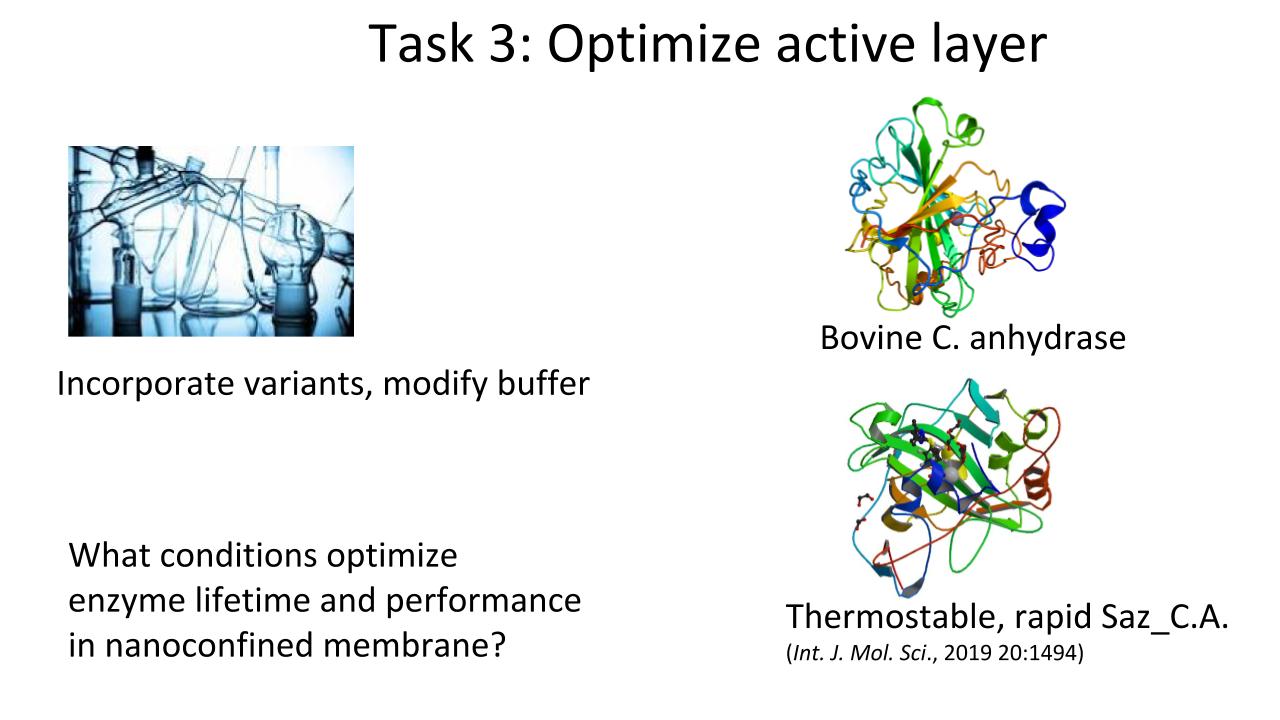 Task 3: Optimize active layer
Incorporate variants, modify buffer
What conditions optimize
enzyme lifetime and performance
in nanoconfined membrane?
Bovine C. anhydrase
Thermostable, rapid Saz_C.A.
(Int. J. Mol. Sci., 2019 20:1494)